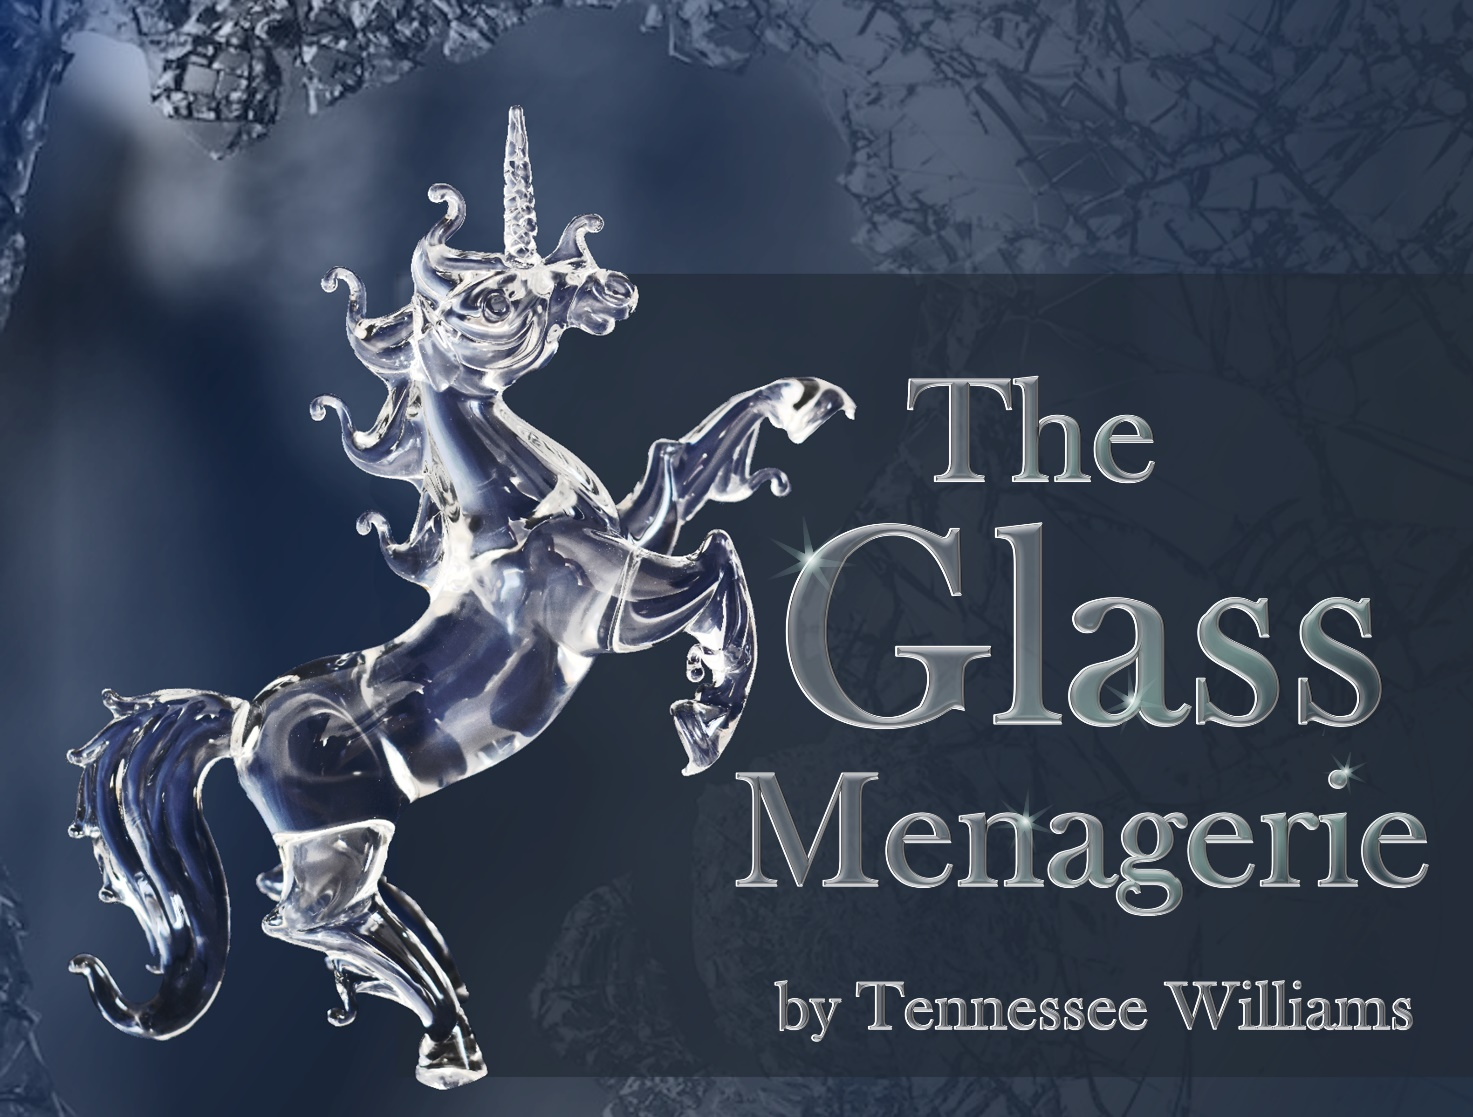 The
Glass
Menagerie
by Tennessee Williams